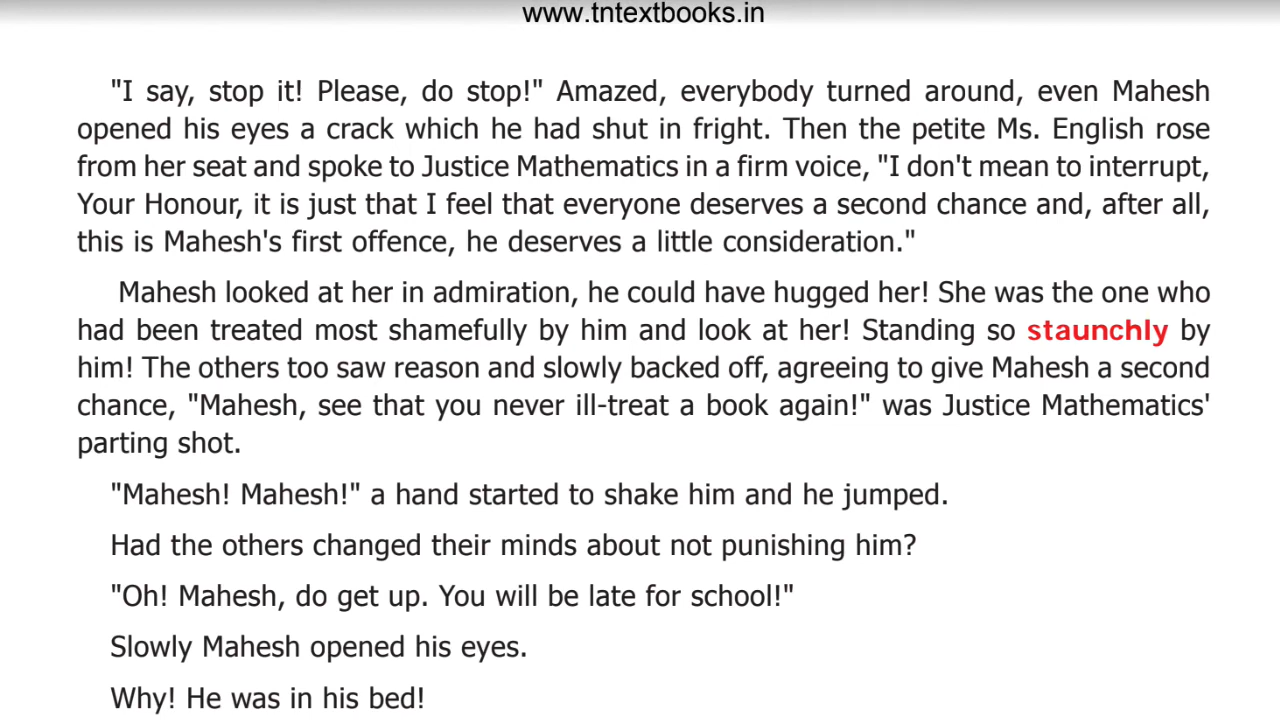 www.tntextbooks.in
"I say, stop it! Please, do stop!" Amazed, everybody turned around, even Mahesh
opened his eyes a crack which he had shut in fright. Then the petite Ms. English rose
from her seat and spoke to Justice Mathematics in a firm voice, "I don't mean to interrupt,
Your Honour, it is just that I feel that everyone deserves a second chance and, after all,
this is Mahesh's first offence, he deserves a little consideration."
Mahesh looked at her in admiration, he could have hugged her! She was the one who
had been treated most shamefully by him and look at her! Standing so staunchly by
him! The others too saw reason and slowly backed off, agreeing to give Mahesh a second
chance, "Mahesh, see that you never ill-treat a book again!" was Justice Mathematics'
parting shot.
"Mahesh! Mahesh!" a hand started to shake him and he jumped.
Had the others changed their minds about not punishing him?
"Oh! Mahesh, do get up. You will be late for school!"
Slowly Mahesh opened his eyes.
Why! He was in his bed!